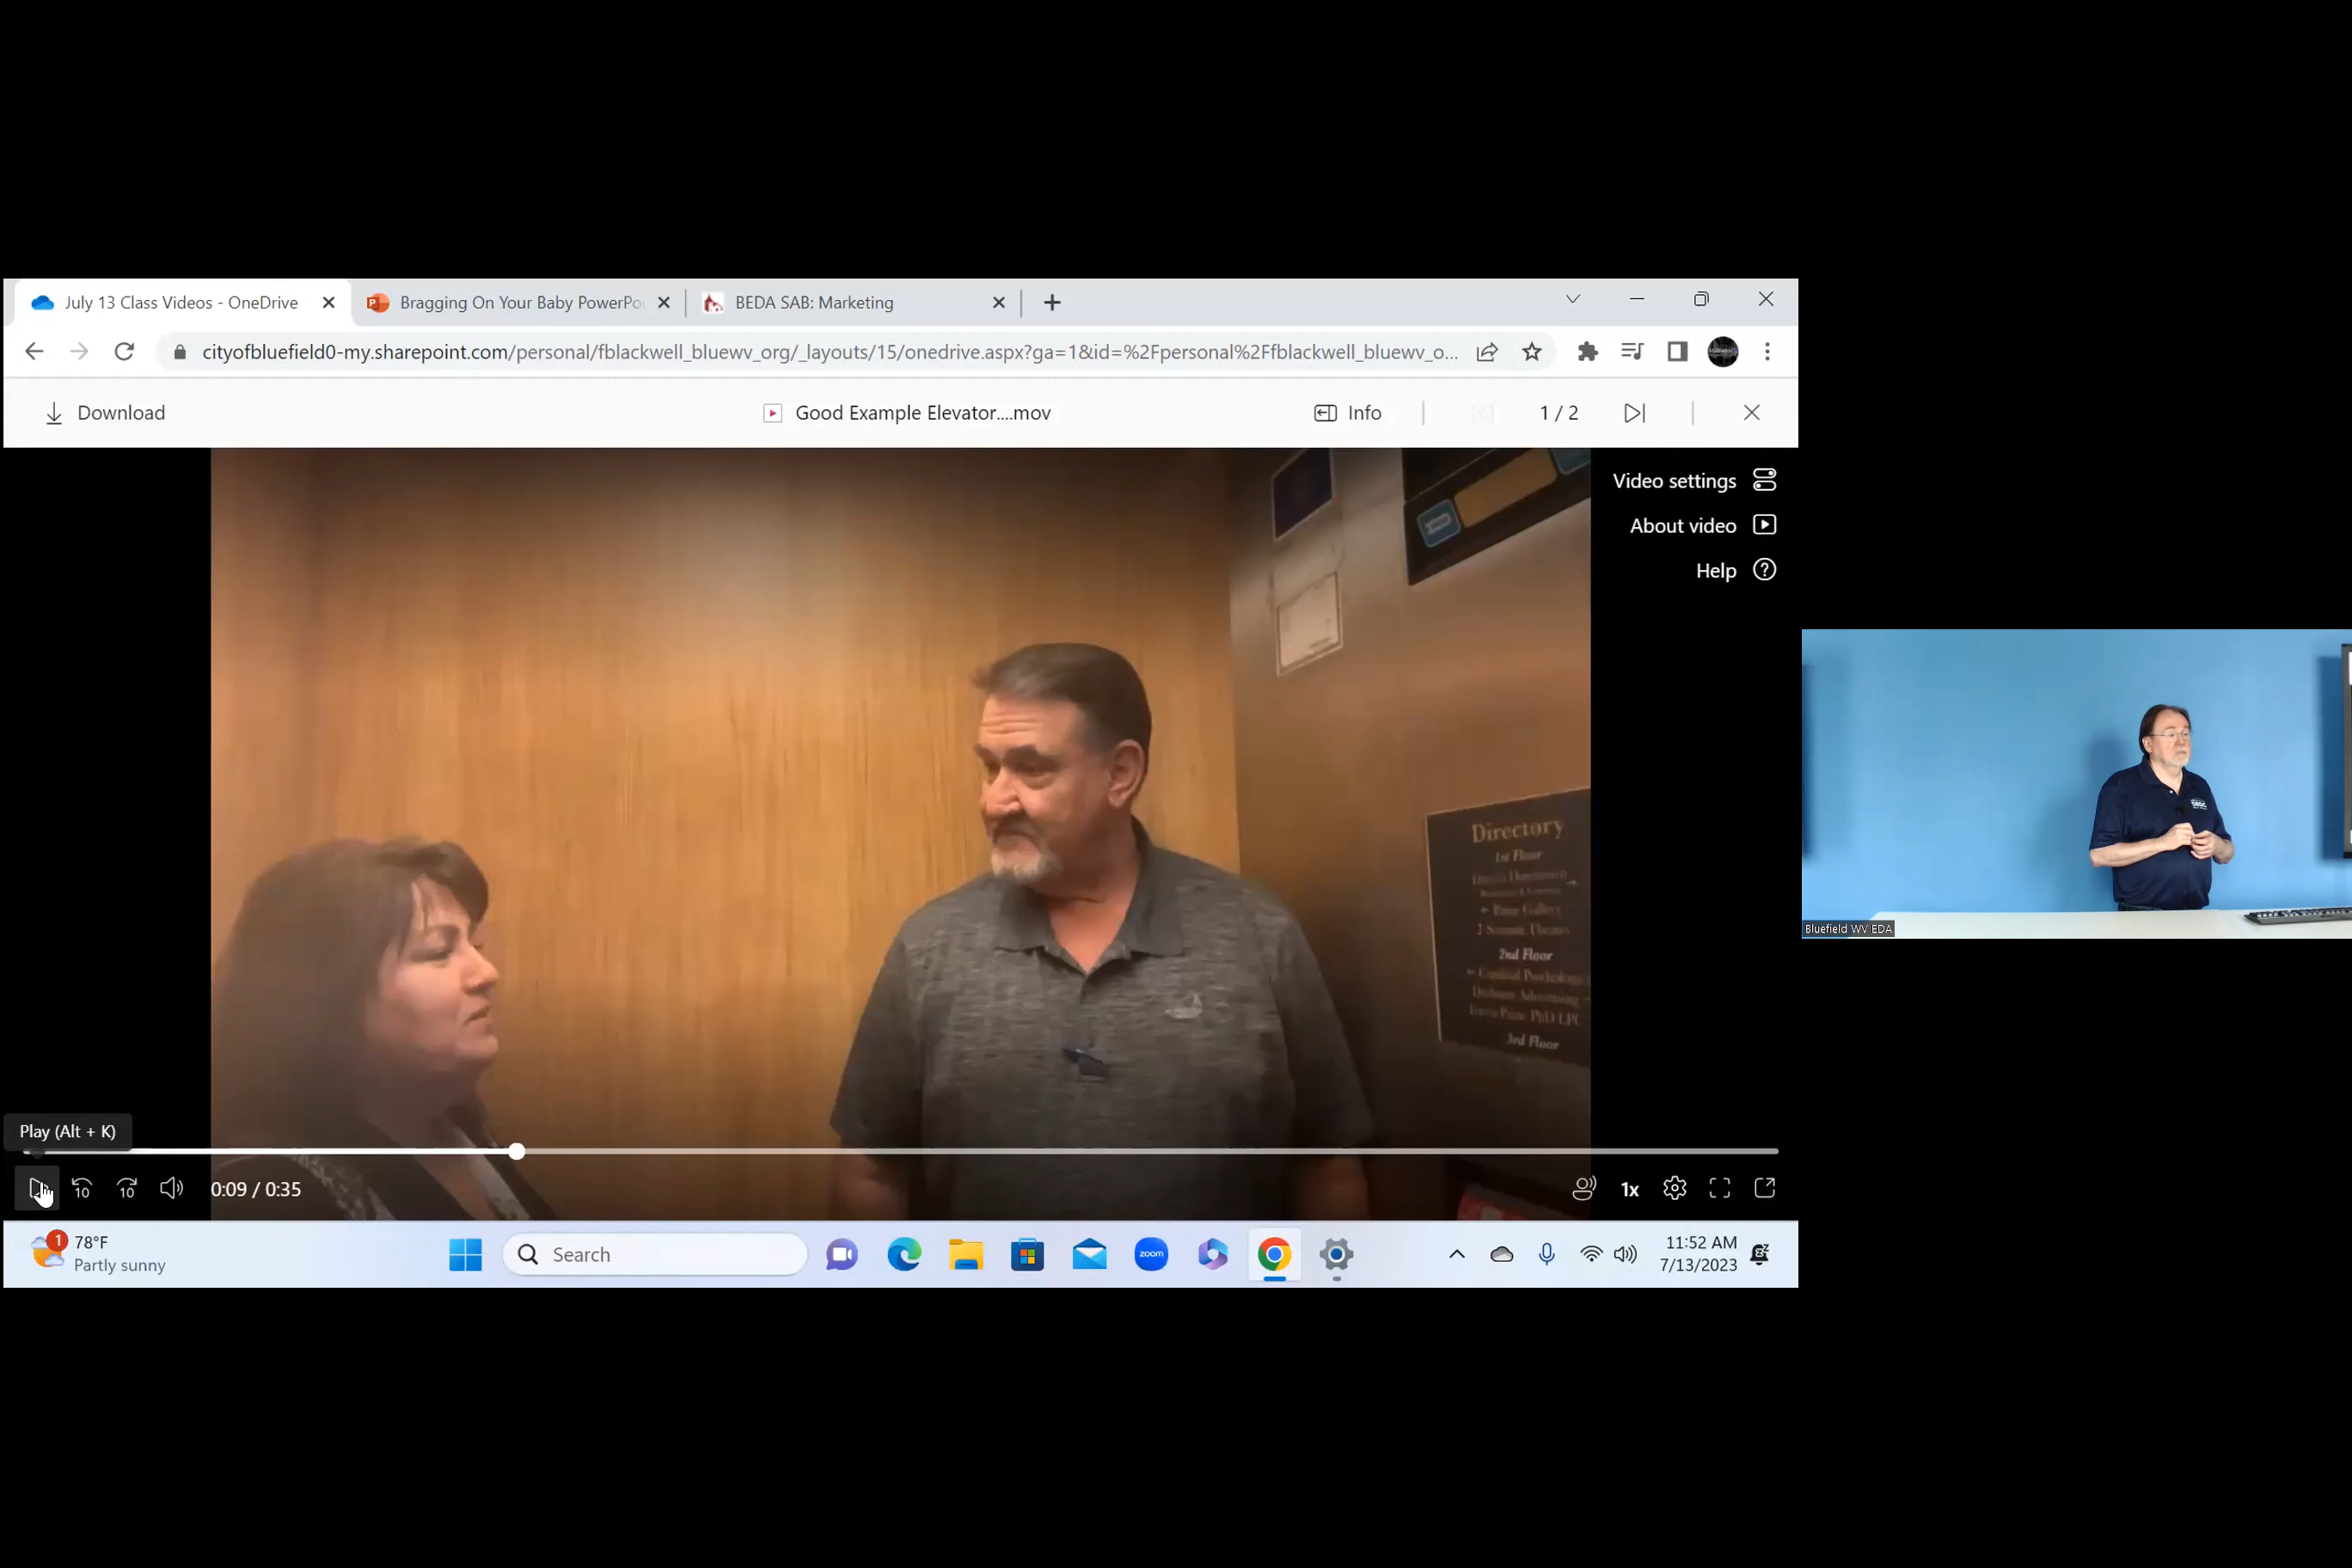 July 13 Class Videos - OneDrive
Bragging On Your Baby PowerPo
BEDA SAB: Marketing
cityofbluefield0-my.sharepoint.com/personal/fblackwell_bluewv_org/_layouts/15/onedrive.aspx?ga=1&id=%2Fpersonal%2Ffblackwell_bluewv_o...
Download
Good Example Elevator....mov
Info
1 / 2
Video settings
About video
Help
Directory
1st Floor
2nd Floor
3rd Floor
SBDC
Bluefield WV EDA
Play (Alt + K)
10
10
0:09 / 0:35
1x
1
78°F
Partly sunny
Search
zoom
11:52 AM
7/13/2023